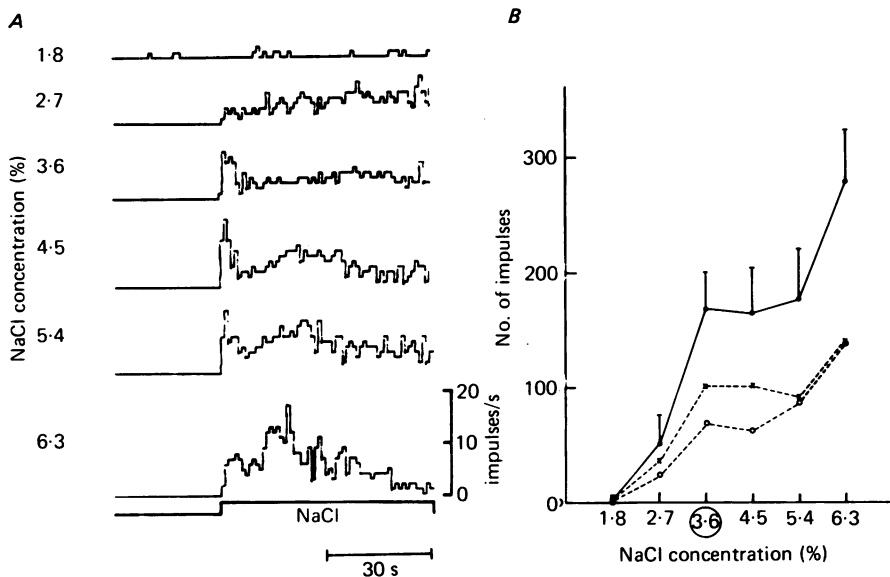 A
NaCl concentration (%)
1·8
2·7
3·6
4·5
5·4
6·3
20
10
0
impulses/s
NaCl
30 s
B
No. of impulses
300
200
100
0
1·8 2·7 3·6 4·5 5·4 6·3
NaCl concentration (%)